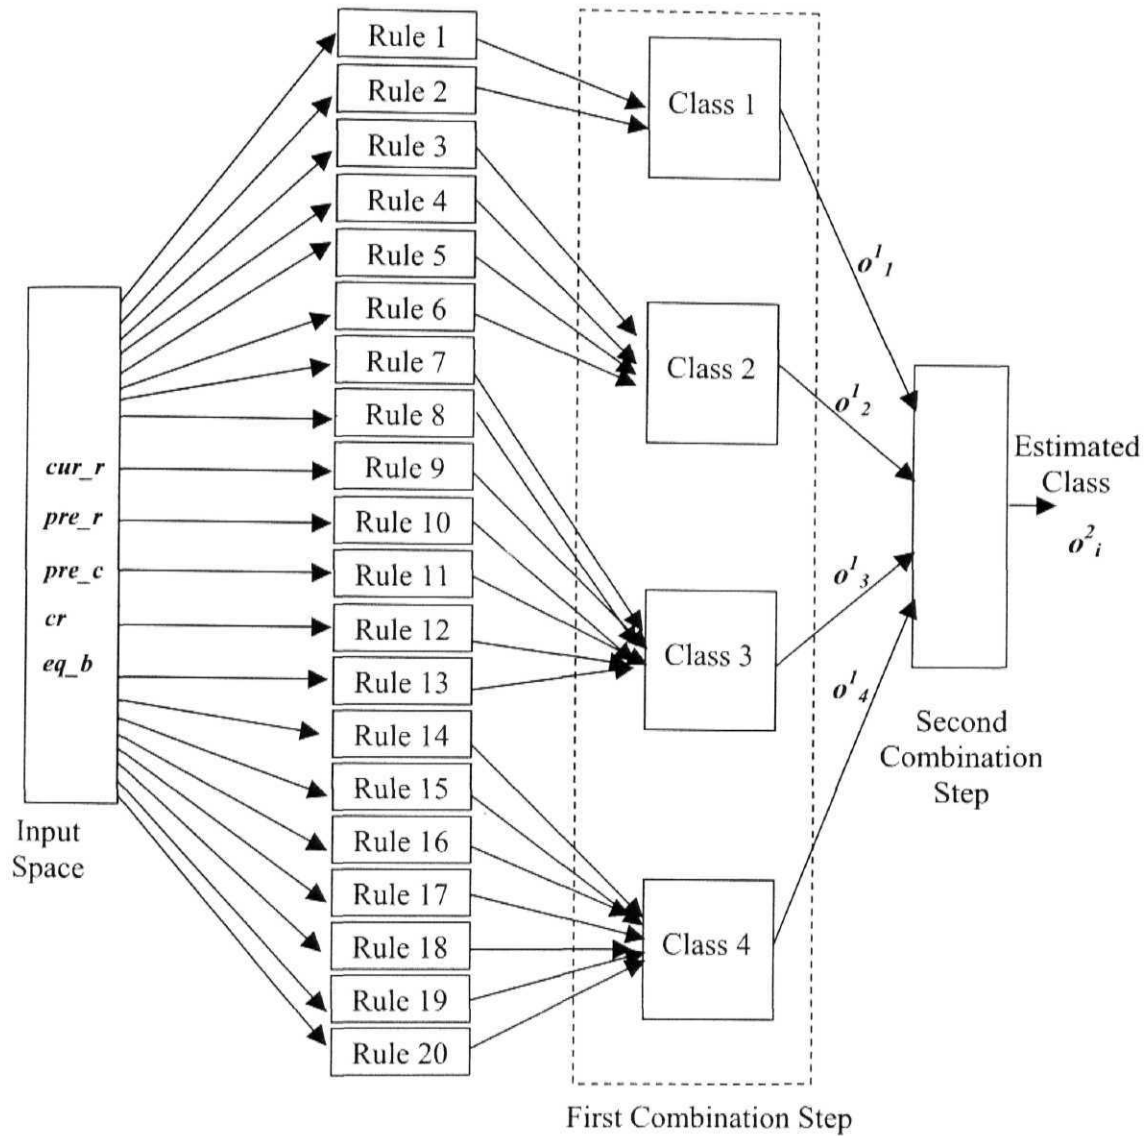 Rule 1
Rule 2
Rule 3
Rule 4
Rule 5
Rule 6
Rule 7
Rule 8
Rule 9
Rule 10
Rule 11
Rule 12
Rule 13
Rule 14
Rule 15
Rule 16
Rule 17
Rule 18
Rule 19
Rule 20
cur_r
pre_r
pre_c
cr
eq_b
Input
Space
Class 1
Class 2
Class 3
Class 4
First Combination Step
o¹₁
o¹₂
o¹₃
o¹₄
Second
Combination
Step
Estimated
Class
o²ᵢ